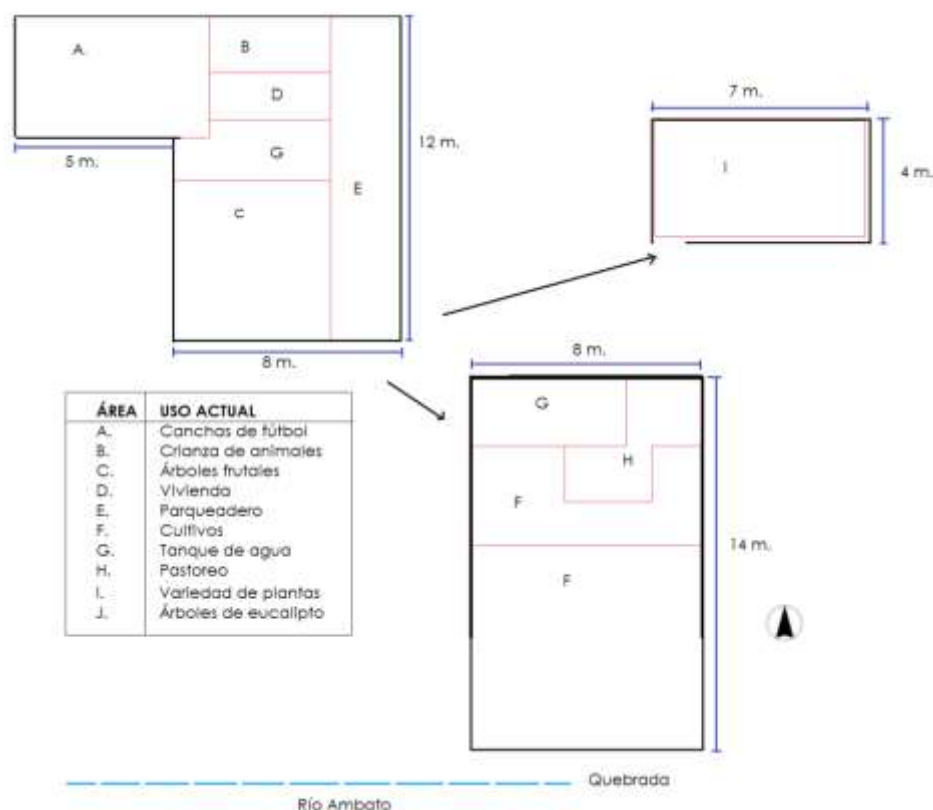 A.
B
D
G
E
C
5 m.
12 m.
8 m.
7 m.
I
4 m.
8 m.
G
H
F
F
14 m.
ÁREA USO ACTUAL
A. Canchas de fútbol
B. Crianza de animales
C. Árboles frutales
D. Vivienda
E. Parqueadero
F. Cultivos
G. Tanque de agua
H. Pastoreo
I. Variedad de plantas
J. Árboles de eucalipto
Quebrada
Río Ambato